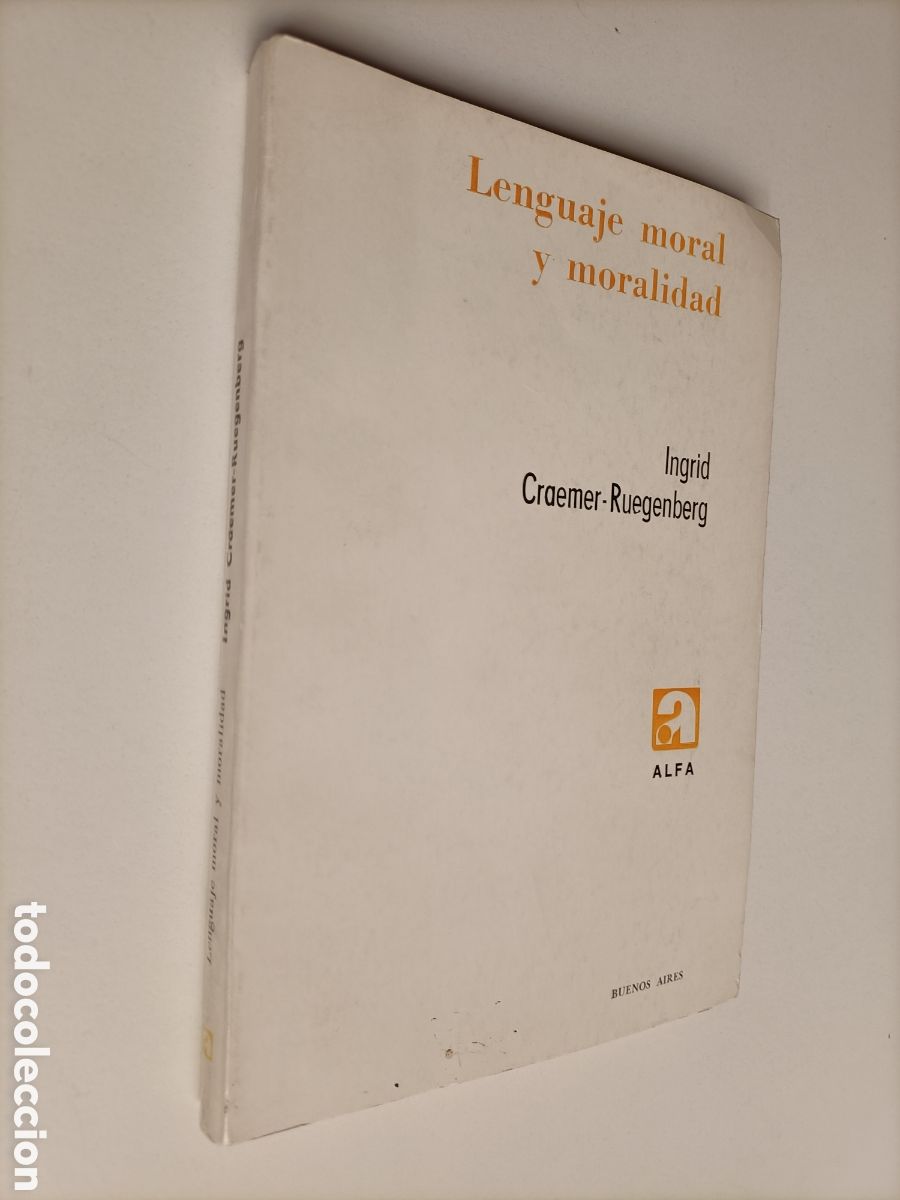 Lenguaje moral
y moralidad
Ingrid
Craemer-Ruegenberg
a
ALFA
BUENOS AIRES
Lenguaje moral y moralidad Ingrid Craemer-Ruegenberg
a
todocoleccion